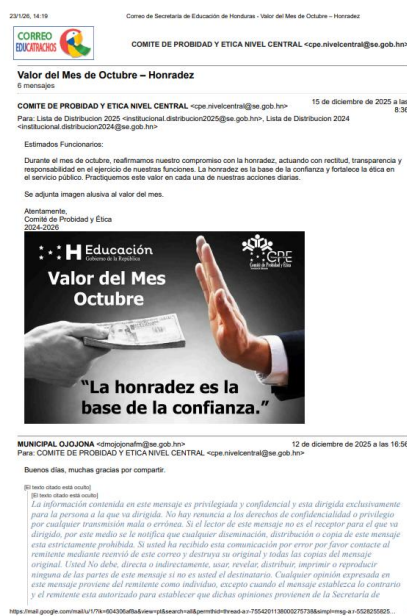 23/1/26, 14:19
Correo de Secretaría de Educación de Honduras - Valor del Mes de Octubre – Honradez
CORREO
EDUCATRACHOS
COMITE DE PROBIDAD Y ETICA NIVEL CENTRAL <cpe.nivelcentral@se.gob.hn>
Valor del Mes de Octubre – Honradez
6 mensajes
COMITE DE PROBIDAD Y ETICA NIVEL CENTRAL <cpe.nivelcentral@se.gob.hn>
15 de diciembre de 2025 a las
8:36
Para: Lista de Distribucion 2025 <institucional.distribucion2025@se.gob.hn>, Lista de Distribucion 2024
<institucional.distribucion2024@se.gob.hn>
Estimados Funcionarios:
Durante el mes de octubre, reafirmamos nuestro compromiso con la honradez, actuando con rectitud, transparencia y
responsabilidad en el ejercicio de nuestras funciones. La honradez es la base de la confianza y fortalece la ética en
el servicio público. Practiquemos este valor en cada una de nuestras acciones diarias.
Se adjunta imagen alusiva al valor del mes.
Atentamente,
Comité de Probidad y Ética
2024-2026
Educación
Gobierno de la República
CPE
Comité de Probidad y Ética
Valor del Mes
Octubre
"La honradez es la
base de la confianza."
MUNICIPAL OJOJONA <dmojojonafm@se.gob.hn>
12 de diciembre de 2025 a las 16:56
Para: COMITE DE PROBIDAD Y ETICA NIVEL CENTRAL <cpe.nivelcentral@se.gob.hn>
Buenos días, muchas gracias por compartir.
[El texto citado está oculto]
[El texto citado está oculto]
La información contenida en este mensaje es privilegiada y confidencial y esta dirigida exclusivamente
para la persona a la que va dirigida. No hay renuncia a los derechos de confidencialidad o privilegio
por cualquier transmisión mala o errónea. Si el lector de este mensaje no es el receptor para el que va
dirigido, por este medio se le notifica que cualquier diseminación, distribución o copia de este mensaje
esta estrictamente prohibida. Si usted ha recibido esta comunicación por error por favor contacte al
remitente mediante reenvió de este correo y destruya su original y todas las copias del mensaje
original. Usted No debe, directa o indirectamente, usar, revelar, distribuir, imprimir o reproducir
ninguna de las partes de este mensaje si no es usted el destinatario. Cualquier opinión expresada en
este mensaje proviene del remitente como individuo, excepto cuando el mensaje establezca lo contrario
y el remitente esta autorizado para establecer que dichas opiniones provienen de la Secretaría de